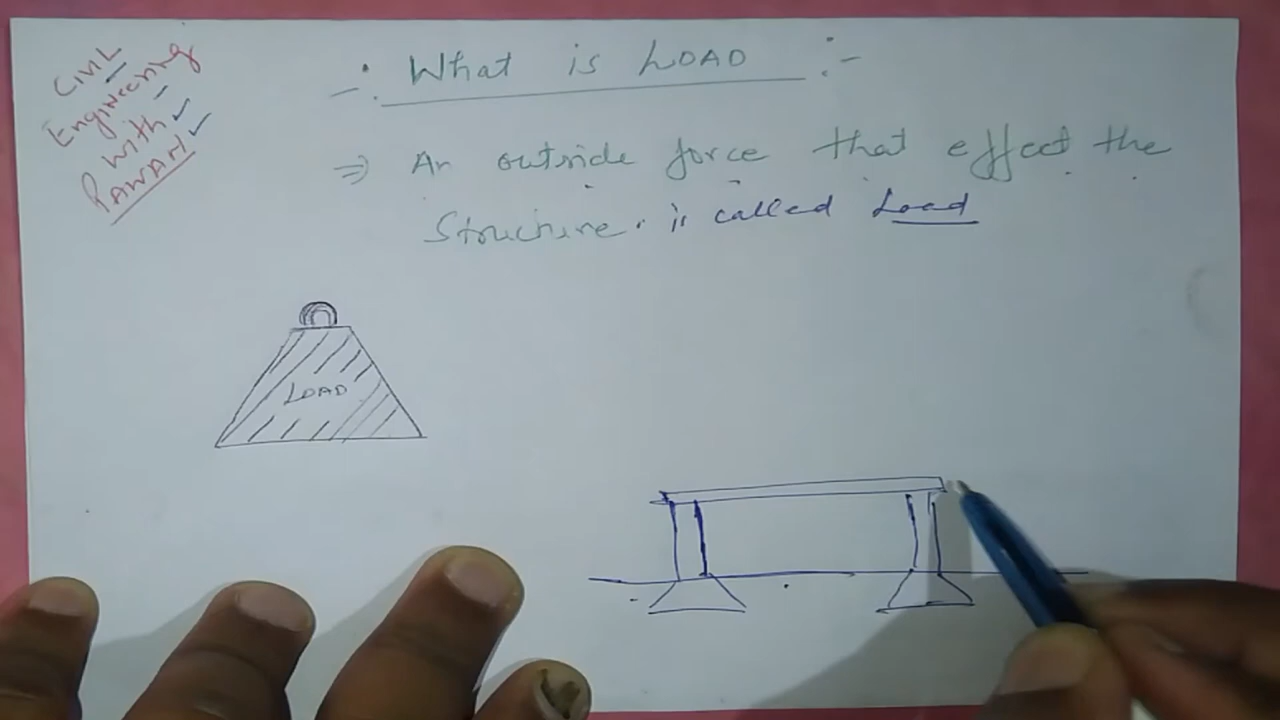 CIVIL
Engineering
with
PAWAN
What is LOAD
⇒ An outside force that effect the
Structure. is called Load
LOAD